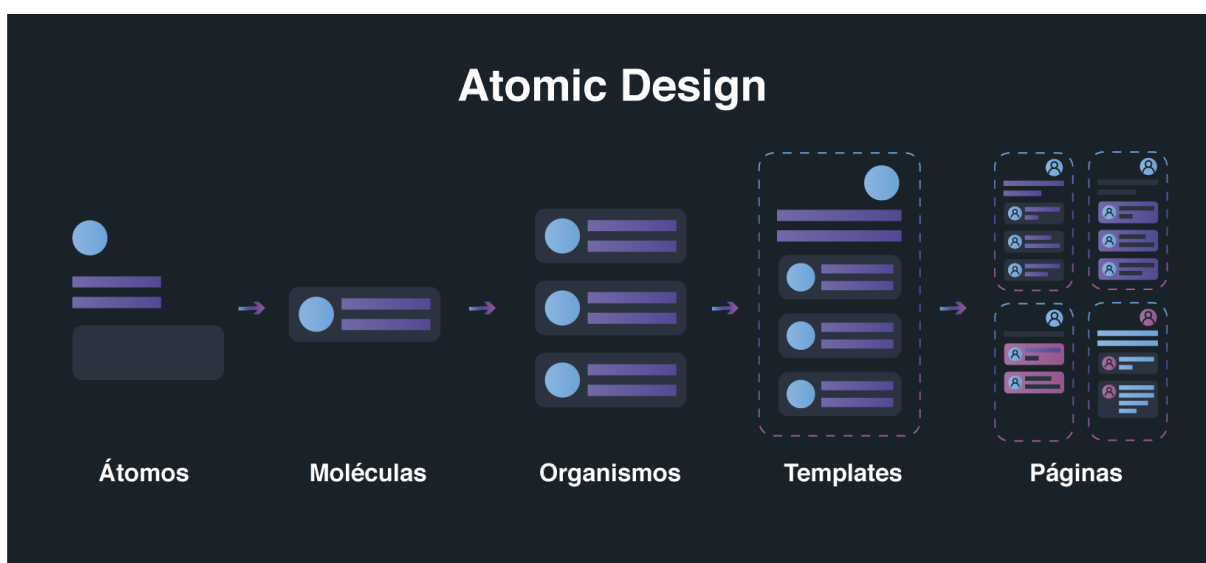 Atomic Design
Átomos
Moléculas
Organismos
Templates
Páginas